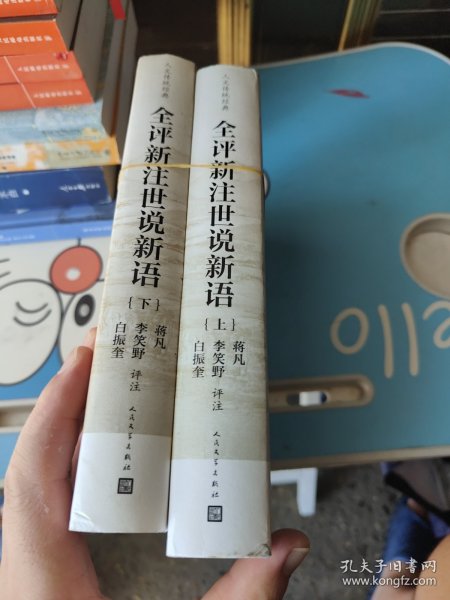 人文传统经典
全评新注世说新语
{下}
蒋凡
李笑野
白振奎
评注
人民文学出版社
人文传统经典
全评新注世说新语
{上}
蒋凡
李笑野
白振奎
评注
人民文学出版社
ello
孔夫子旧书网
www.kongfz.com